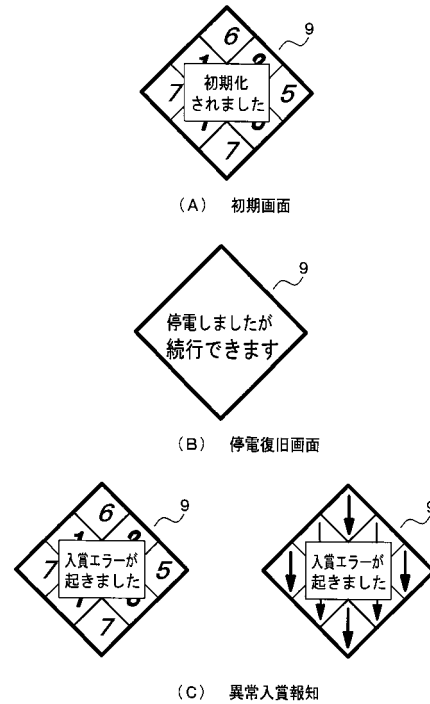 9
6
1
初期化
されました
7
5
7
(A) 初期画面
9
停電しましたが
続行できます
(B) 停電復旧画面
9
6
1
入賞エラーが
起きました
7
5
7
9
入賞エラーが
起きました
(C) 異常入賞報知